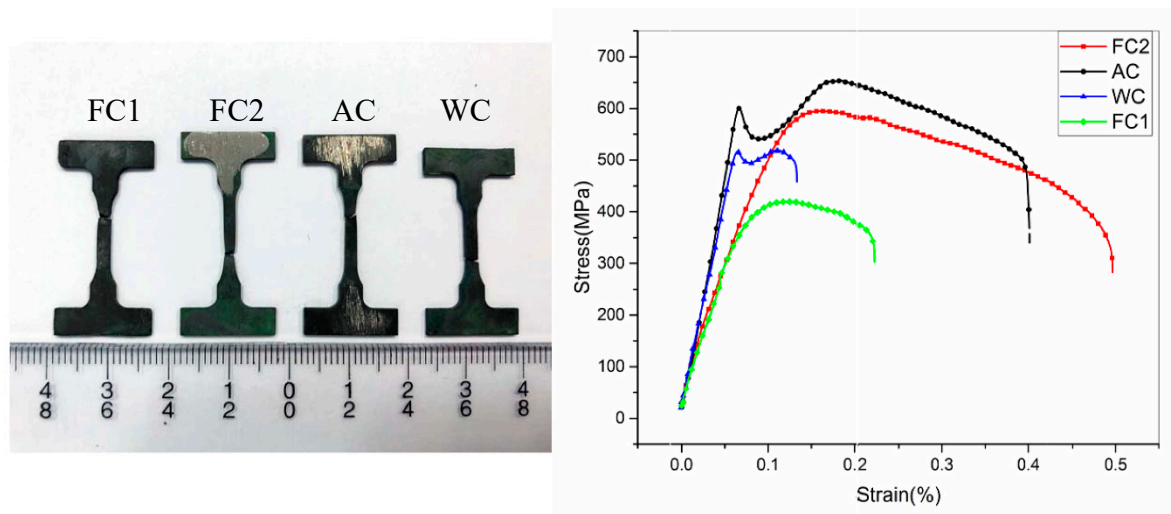 FC1 FC2 AC WC
4 3 2 1 0 1 2 3 4
8 6 4 2 0 2 4 6 8
700
600
500
400
300
200
100
0
Stress(MPa)
0.0 0.1 0.2 0.3 0.4 0.5
Strain(%)
FC2
AC
WC
FC1